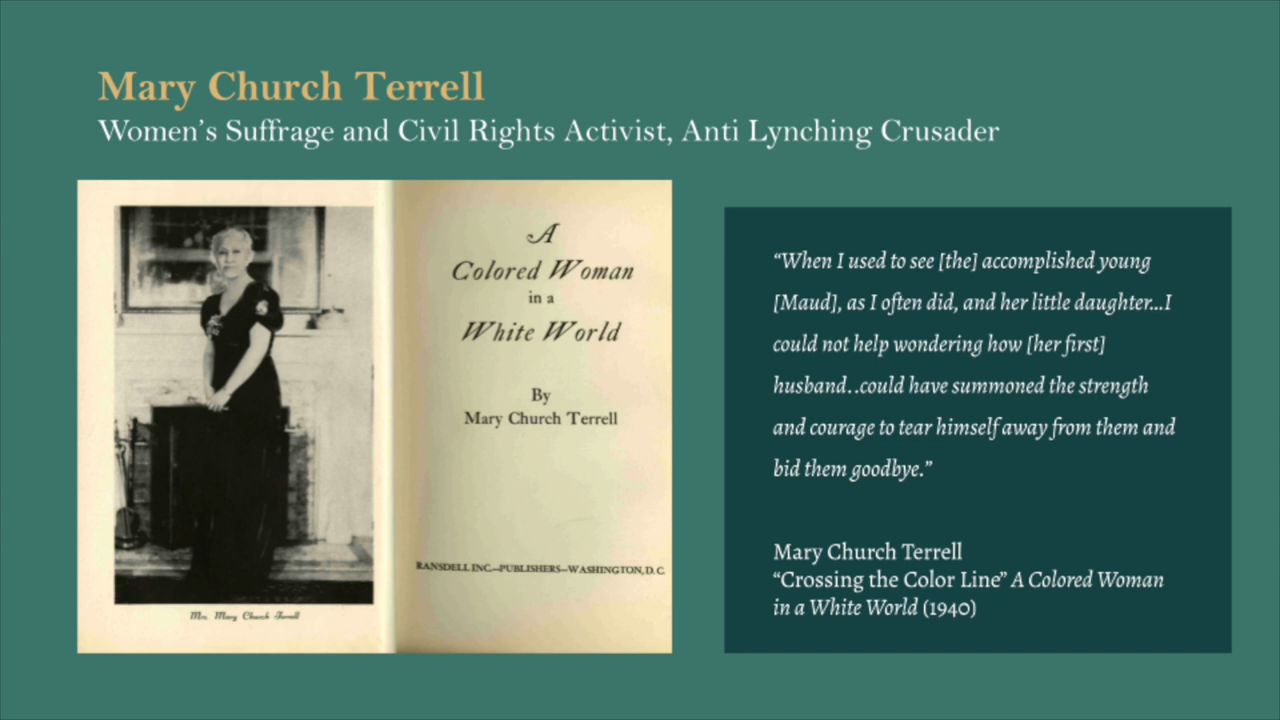 Mary Church Terrell
Women’s Suffrage and Civil Rights Activist, Anti Lynching Crusader
A
Colored Woman
in a
White World
By
Mary Church Terrell
RANSDELL INC.—PUBLISHERS—WASHINGTON, D. C.
Mrs. Mary Church Terrell
“When I used to see [the] accomplished young
[Maud], as I often did, and her little daughter...I
could not help wondering how [her first]
husband..could have summoned the strength
and courage to tear himself away from them and
bid them goodbye.”
Mary Church Terrell
“Crossing the Color Line” A Colored Woman
in a White World (1940)